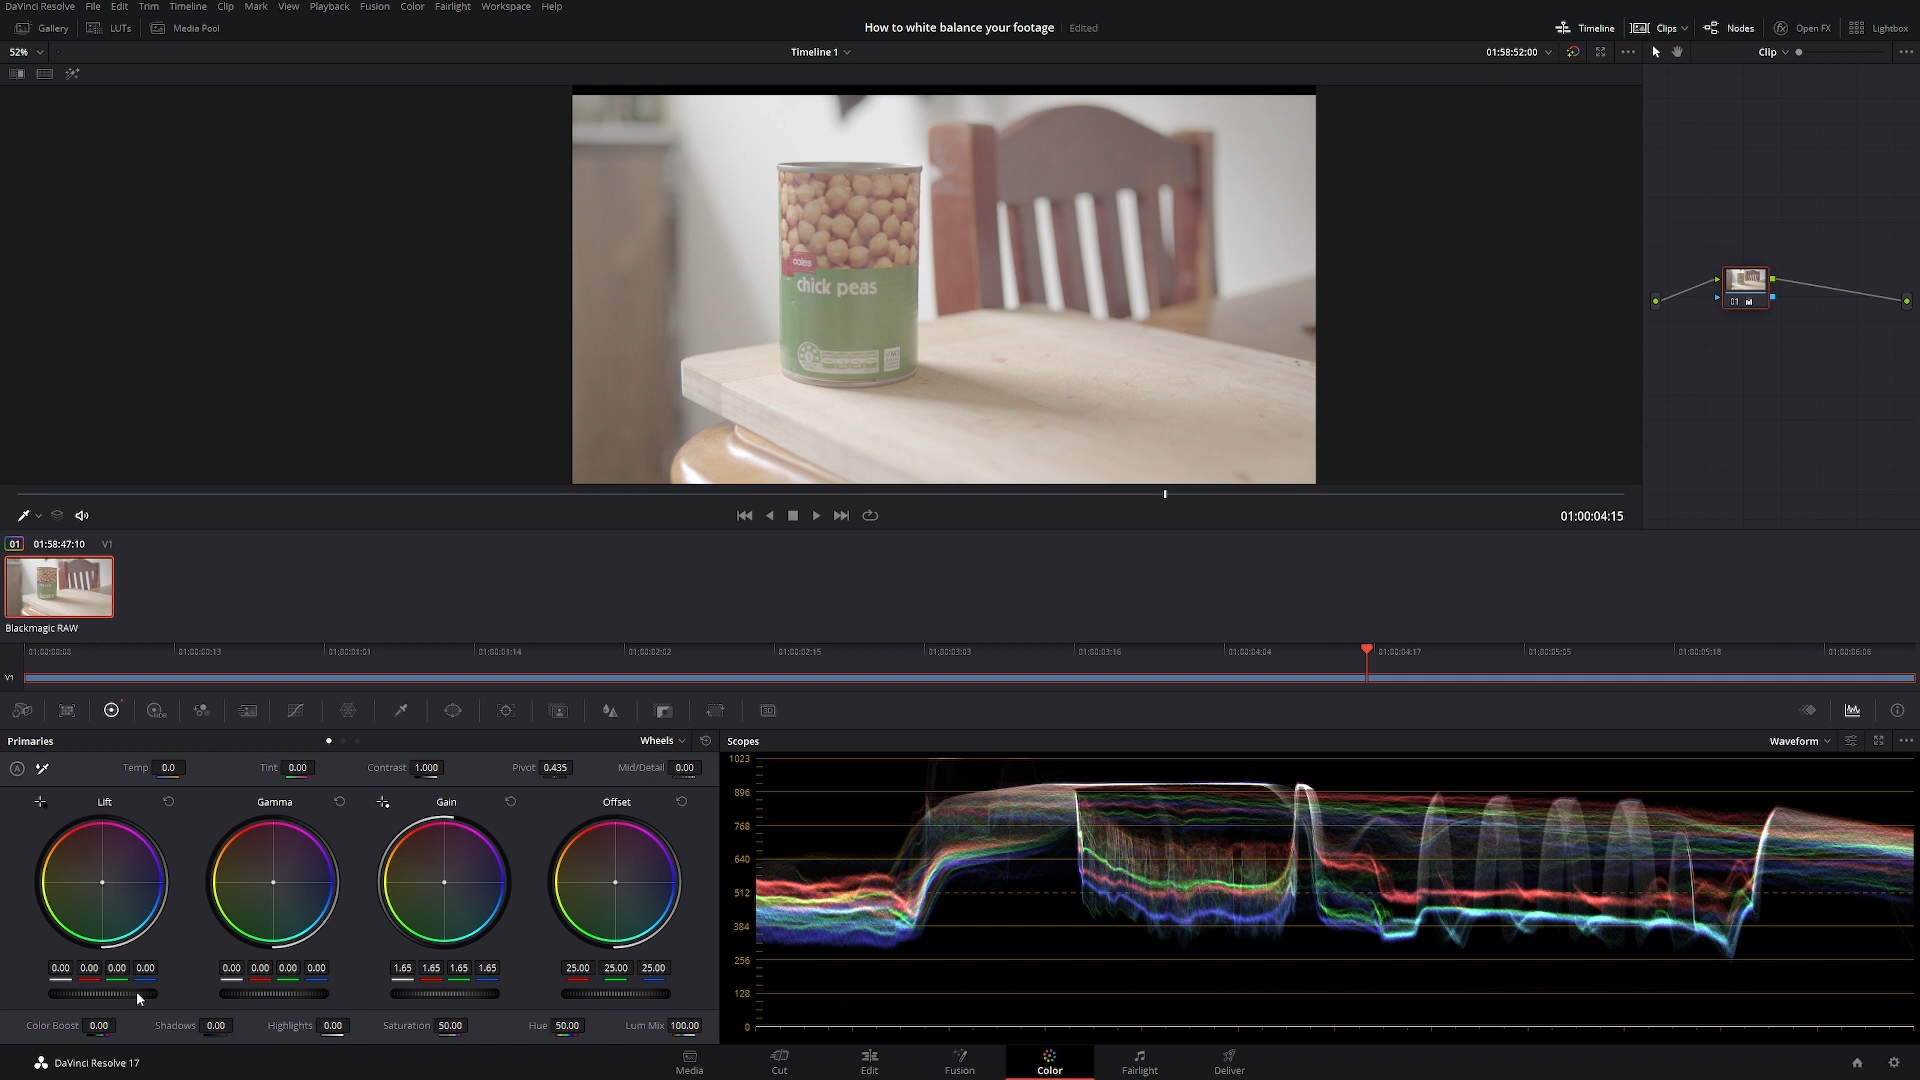 DaVinci Resolve File Edit Trim Timeline Clip Mark View Playback Fusion Color Fairlight Workspace Help
Gallery LUTs Media Pool How to white balance your footage Edited Timeline Clips Nodes Open FX Lightbox
52% Timeline 1 01:58:52:00 Clip
coles
chick peas
01
01:00:04:15
01 01:58:47:10 V1
Blackmagic RAW
01:00:00:00 01:00:00:13 01:00:01:01 01:00:01:14 01:00:02:02 01:00:02:15 01:00:03:03 01:00:03:16 01:00:04:04 01:00:04:17 01:00:05:05 01:00:05:18 01:00:06:06
V1
HDR 3D
Primaries Wheels Scopes Waveform
A Temp 0.0 Tint 0.00 Contrast 1.000 Pivot 0.435 Mid/Detail 0.00
Lift Gamma Gain Offset
0.00 0.00 0.00 0.00 0.00 0.00 0.00 0.00 1.65 1.65 1.65 1.65 25.00 25.00 25.00
Color Boost 0.00 Shadows 0.00 Highlights 0.00 Saturation 50.00 Hue 50.00 Lum Mix 100.00
1023
896
768
640
512
384
256
128
0
DaVinci Resolve 17 Media Cut Edit Fusion Color Fairlight Deliver